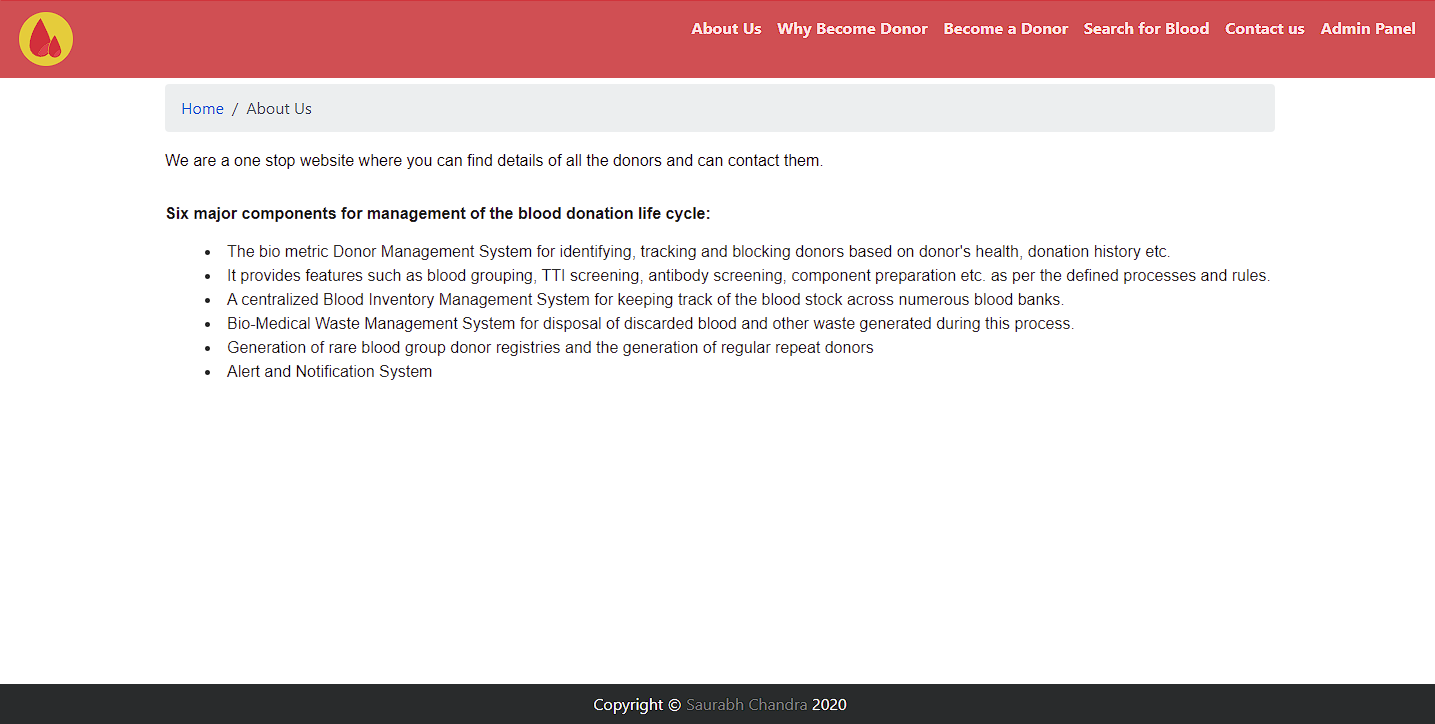 About Us Why Become Donor Become a Donor Search for Blood Contact us Admin Panel
Home / About Us
We are a one stop website where you can find details of all the donors and can contact them.
Six major components for management of the blood donation life cycle:
• The bio metric Donor Management System for identifying, tracking and blocking donors based on donor's health, donation history etc.
• It provides features such as blood grouping, TTI screening, antibody screening, component preparation etc. as per the defined processes and rules.
• A centralized Blood Inventory Management System for keeping track of the blood stock across numerous blood banks.
• Bio-Medical Waste Management System for disposal of discarded blood and other waste generated during this process.
• Generation of rare blood group donor registries and the generation of regular repeat donors
• Alert and Notification System
Copyright © Saurabh Chandra 2020